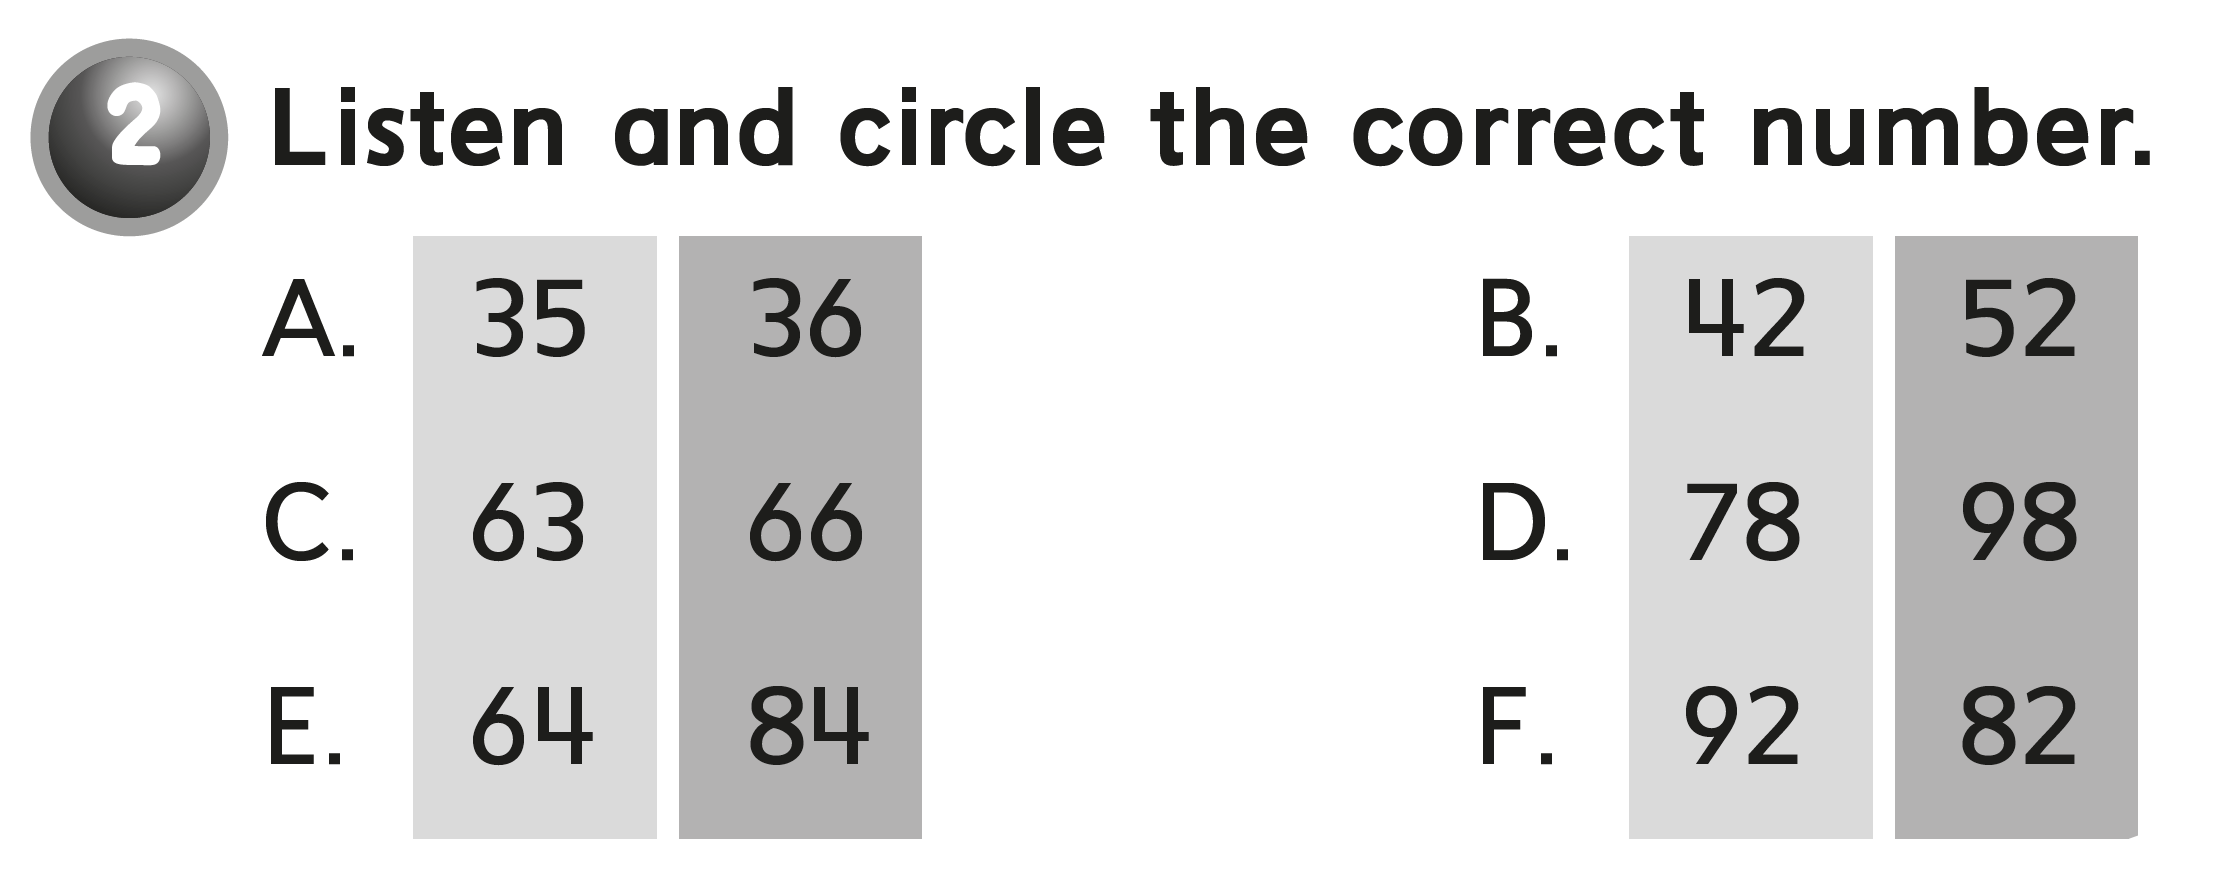 2 Listen and circle the correct number.
A. 35 36 B. 42 52
C. 63 66 D. 78 98
E. 64 84 F. 92 82